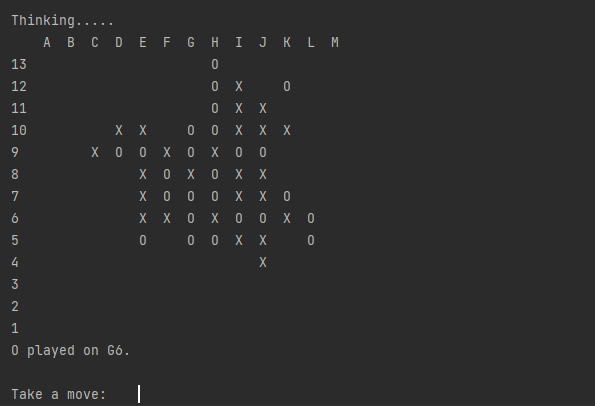 Thinking.....
    A  B  C  D  E  F  G  H  I  J  K  L  M
13                       O
12                       O  X     O
11                       O  X  X
10           X  X     O  O  X  X  X
9         X  O  O  X  O  X  O  O
8               X  O  X  O  X  X
7               X  O  O  O  X  X  O
6               X  X  O  X  O  O  X  O
5               O     O  O  X  X     O
4                              X
3
2
1
O played on G6.
Take a move: